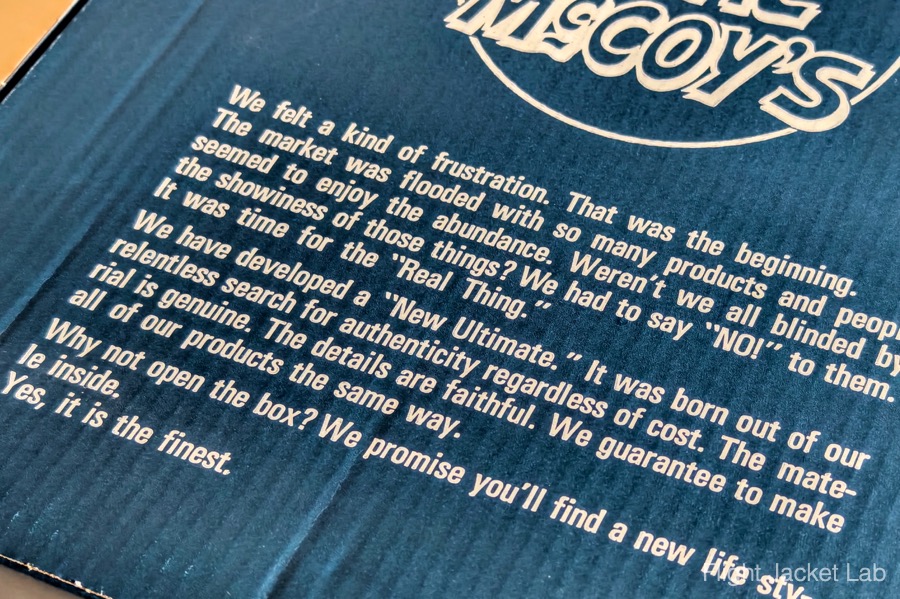 McCOY'S
We felt a kind of frustration. That was the beginning.
The market was flooded with so many products and peopl
seemed to enjoy the abundance. Weren't we all blinded by
the showiness of those things? We had to say "NO!" to them.
It was time for the "Real Thing."
We have developed a "New Ultimate." It was born out of our
relentless search for authenticity regardless of cost. The mate-
rial is genuine. The details are faithful. We guarantee to make
all of our products the same way.
Why not open the box? We promise you'll find a new life sty-
le inside.
Yes, it is the finest.
Flight Jacket Lab